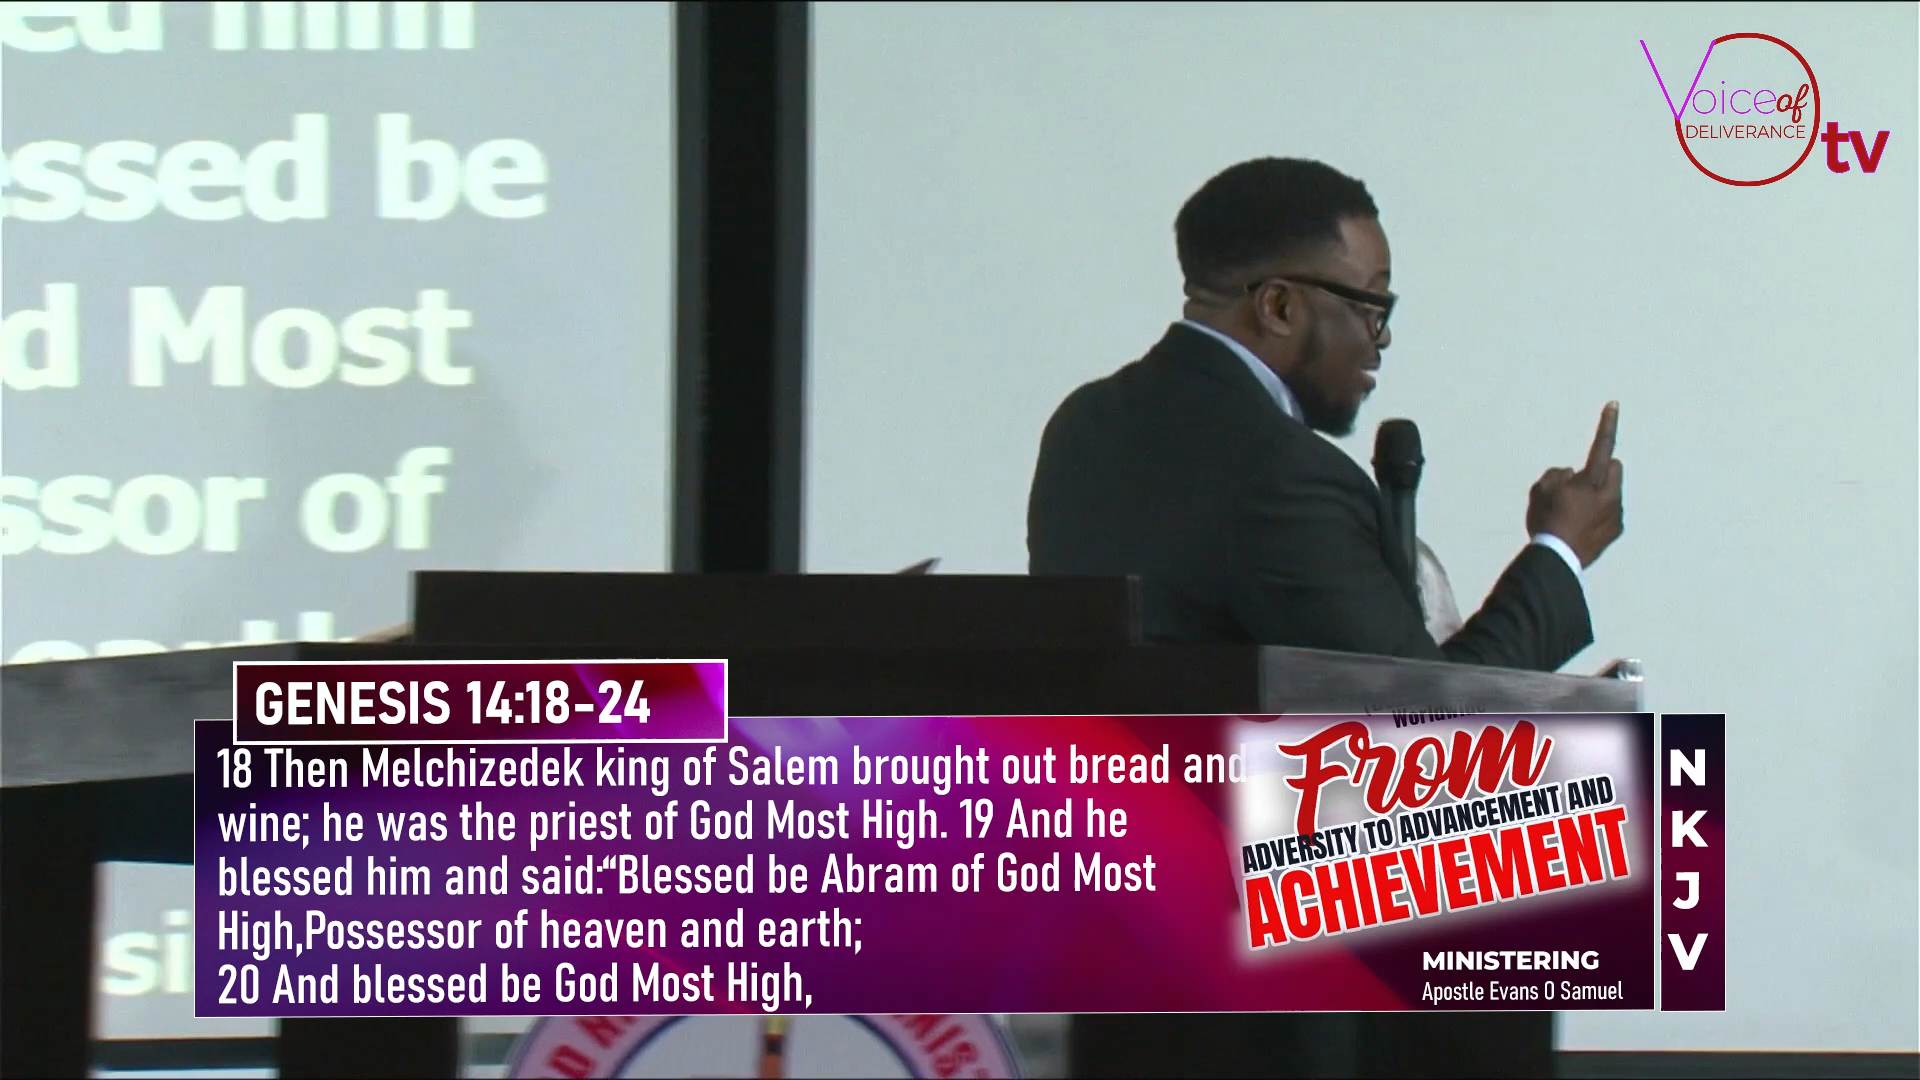 him
be
Most
of
Voice of
DELIVERANCE
tv
GENESIS 14:18-24
18 Then Melchizedek king of Salem brought out bread and
wine; he was the priest of God Most High. 19 And he
blessed him and said:“Blessed be Abram of God Most
High,Possessor of heaven and earth;
20 And blessed be God Most High,
Worldwide
From
ADVERSITY TO ADVANCEMENT AND
ACHIEVEMENT
MINISTERING
Apostle Evans O Samuel
NKJV